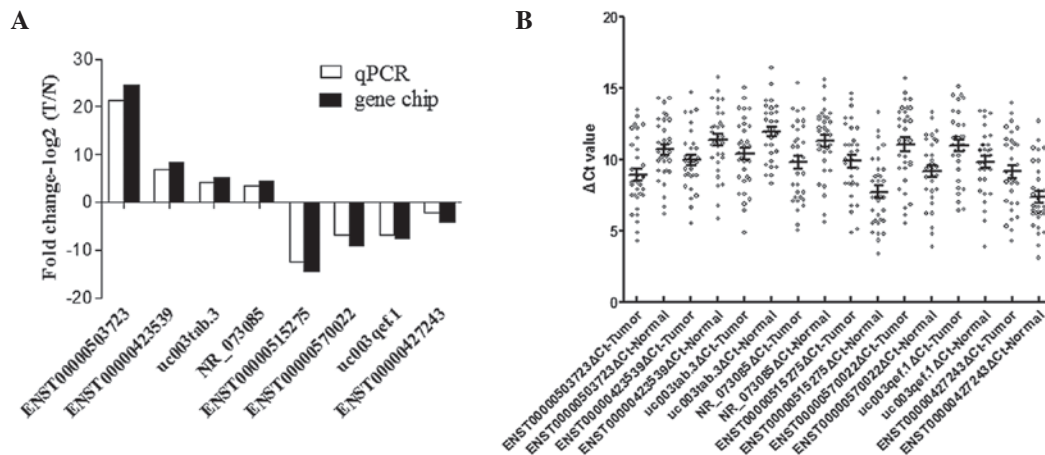 A
B
Fold change-log2 (T/N)
30
20
10
0
-10
-20
qPCR
gene chip
ENST00000503723
ENST00000423539
uc003tab.3
NR_073085
ENST00000515275
ENST00000570022
uc003qef.1
ENST00000427243
ΔCt value
20
15
10
5
0
ENST00000503723ΔCt-Tumor
ENST00000503723ΔCt-Normal
ENST00000423539ΔCt-Tumor
ENST00000423539ΔCt-Normal
uc003tab.3ΔCt-Tumor
uc003tab.3ΔCt-Normal
NR_073085ΔCt-Tumor
NR_073085ΔCt-Normal
ENST00000515275ΔCt-Tumor
ENST00000515275ΔCt-Normal
ENST00000570022ΔCt-Tumor
ENST00000570022ΔCt-Normal
uc003qef.1ΔCt-Tumor
uc003qef.1ΔCt-Normal
ENST00000427243ΔCt-Tumor
ENST00000427243ΔCt-Normal